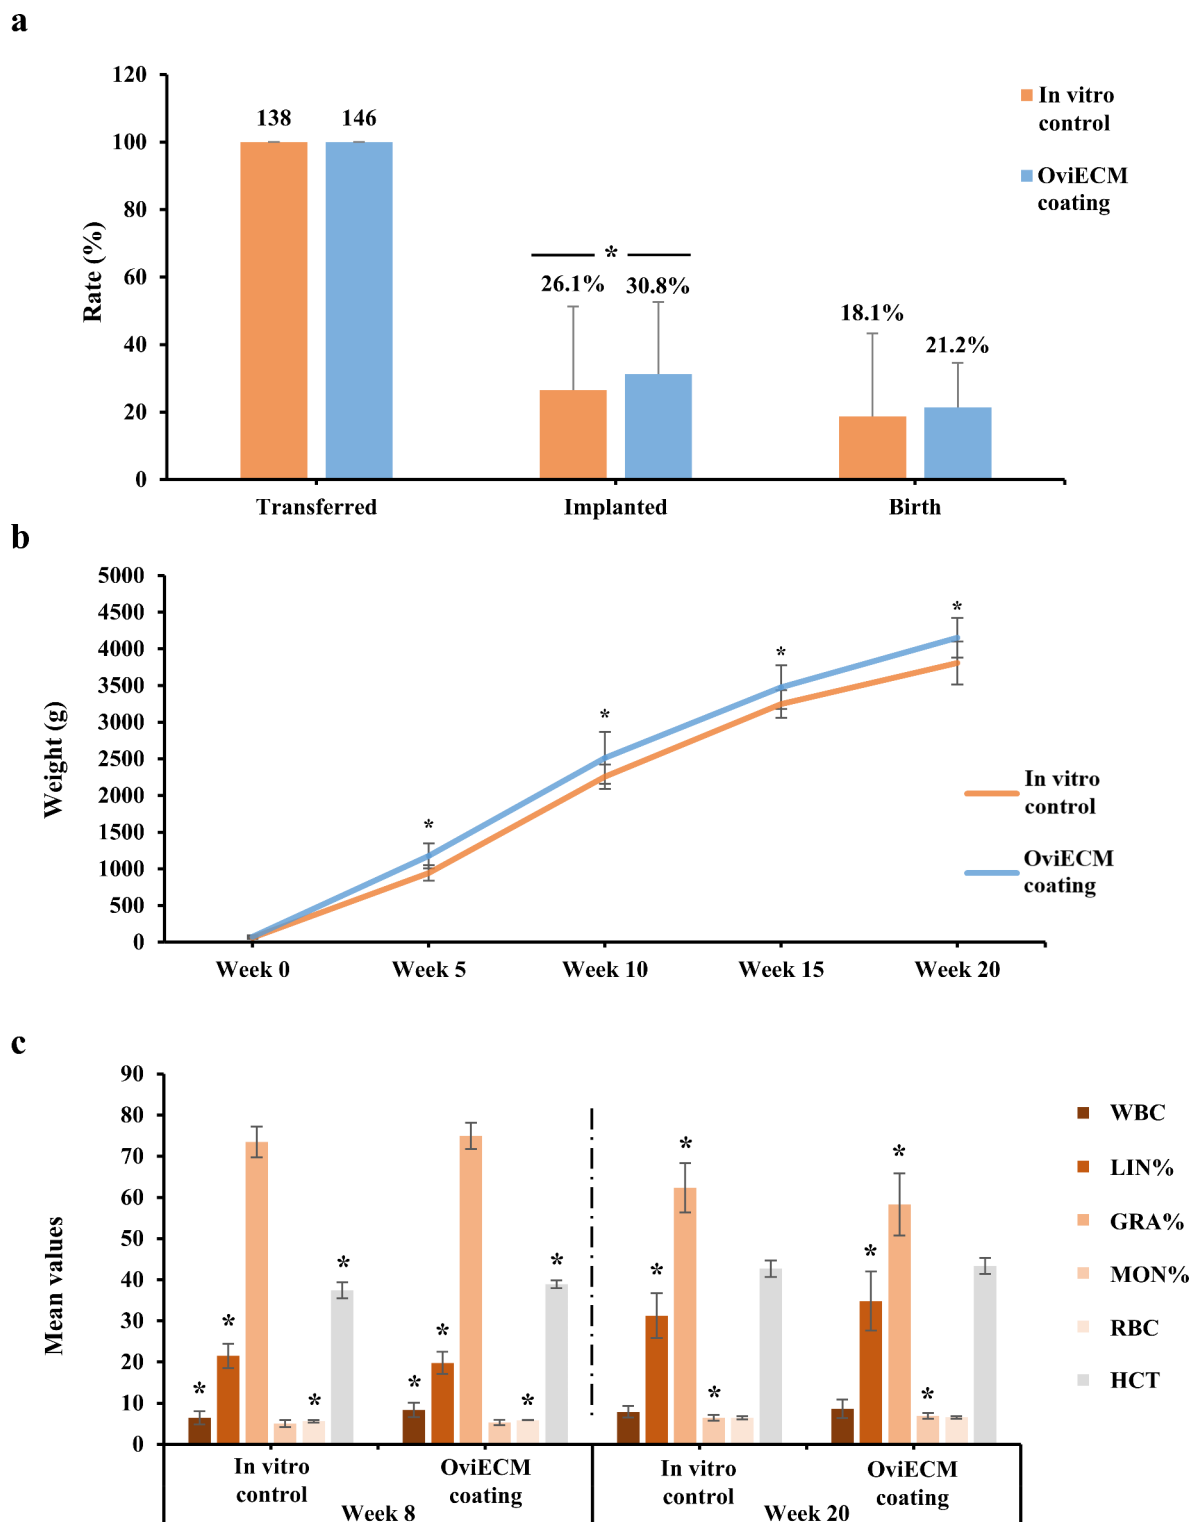 a
120
100
80
60
40
20
0
Rate (%)
138
146
*
26.1%
30.8%
18.1%
21.2%
Transferred
Implanted
Birth
In vitro
control
OviECM
coating
b
5000
4500
4000
3500
3000
2500
2000
1500
1000
500
0
Weight (g)
*
*
*
*
Week 0
Week 5
Week 10
Week 15
Week 20
In vitro
control
OviECM
coating
c
90
80
70
60
50
40
30
20
10
0
Mean values
* * * *
* * * *
* * *
* * *
In vitro
control
OviECM
coating
In vitro
control
OviECM
coating
Week 8
Week 20
WBC
LIN%
GRA%
MON%
RBC
HCT